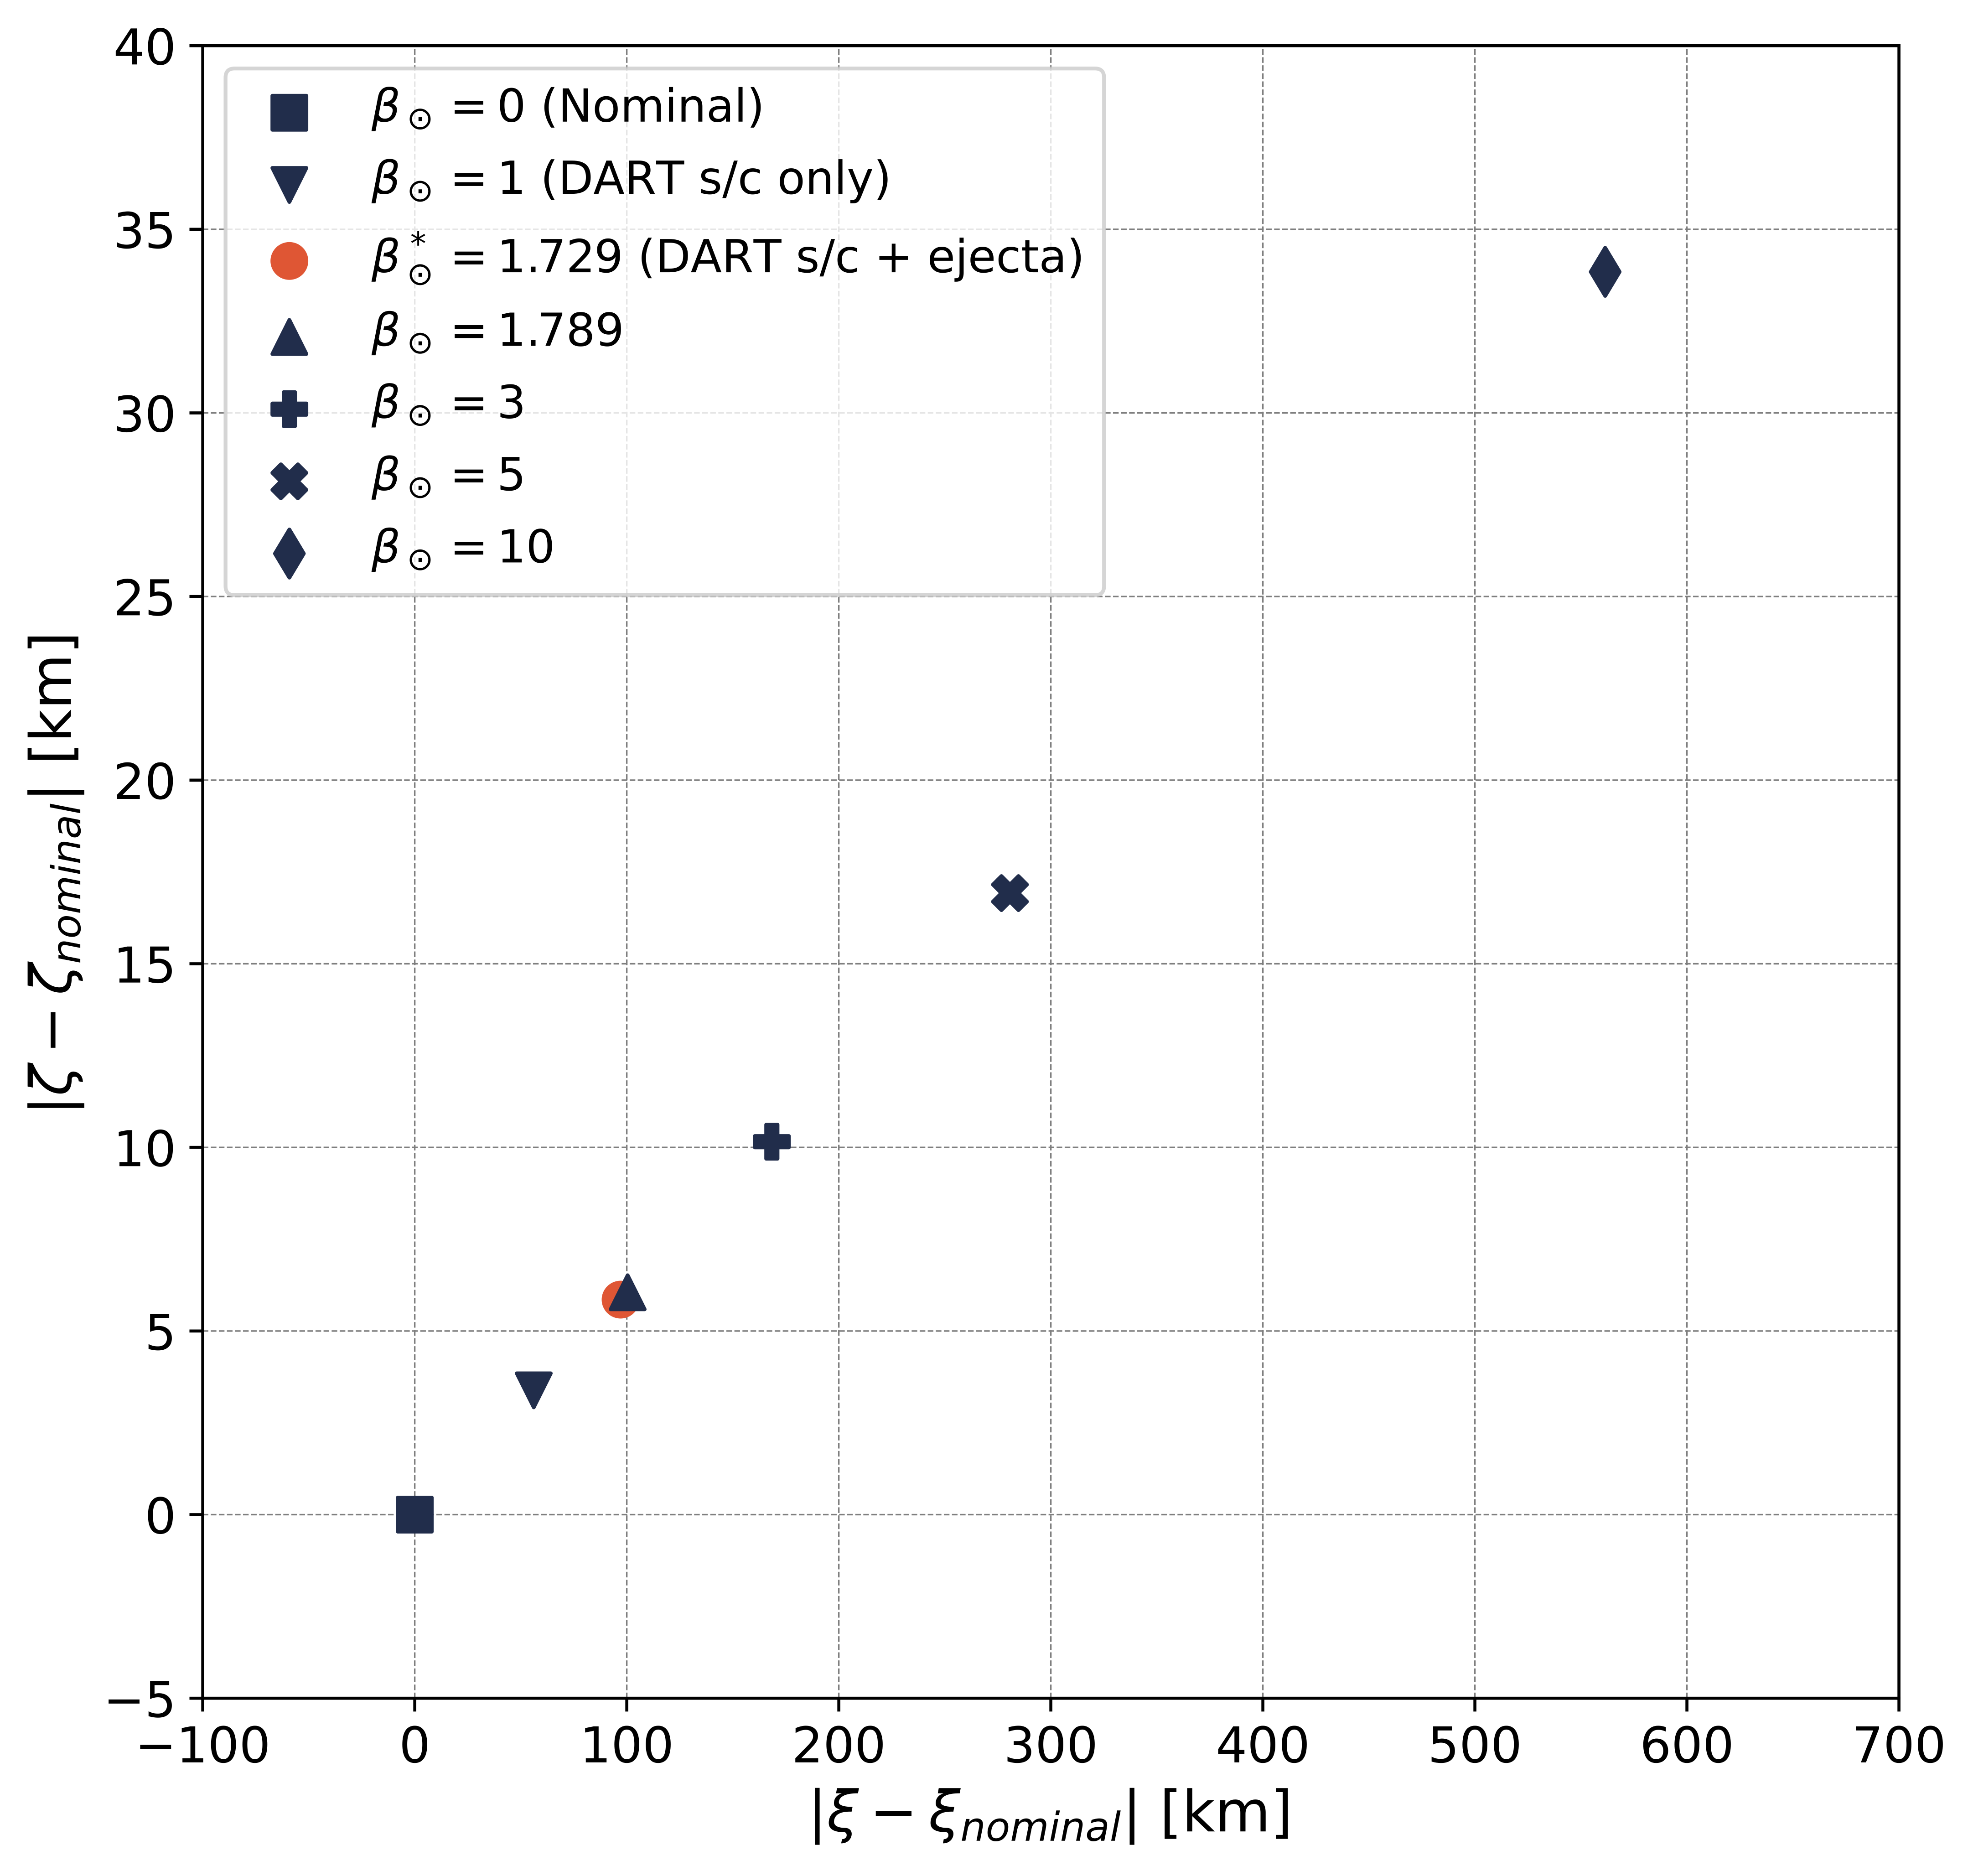 40
35
30
25
20
15
10
5
0
−5
−100 0 100 200 300 400 500 600 700
|ζ − ζnominal| [km]
|ξ − ξnominal| [km]
β⊙ = 0 (Nominal)
β⊙ = 1 (DART s/c only)
β⊙* = 1.729 (DART s/c + ejecta)
β⊙ = 1.789
β⊙ = 3
β⊙ = 5
β⊙ = 10